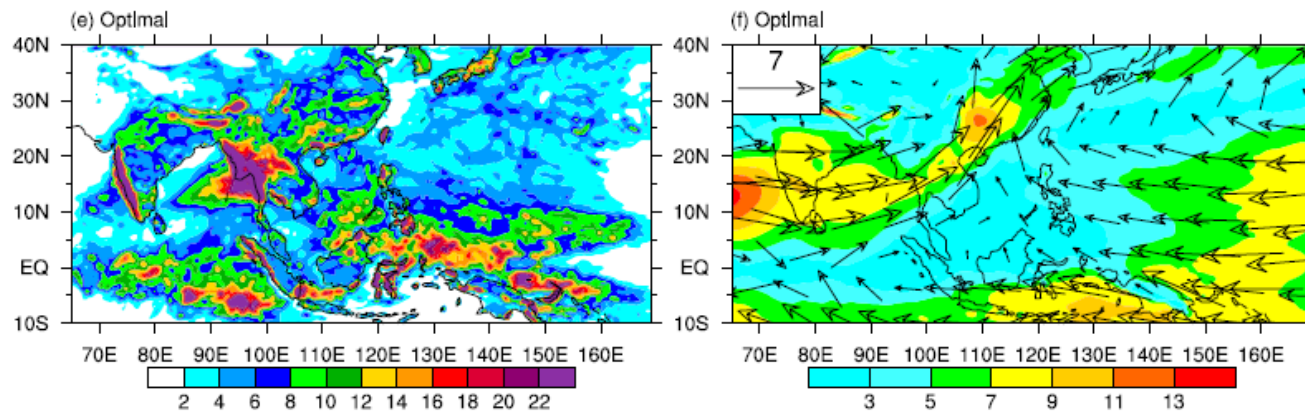 (e) OptImal
(f) OptImal
40N
30N
20N
10N
EQ
10S
70E 80E 90E 100E 110E 120E 130E 140E 150E 160E
2 4 6 8 10 12 14 16 18 20 22
40N
30N
20N
10N
EQ
10S
7
70E 80E 90E 100E 110E 120E 130E 140E 150E 160E
3 5 7 9 11 13